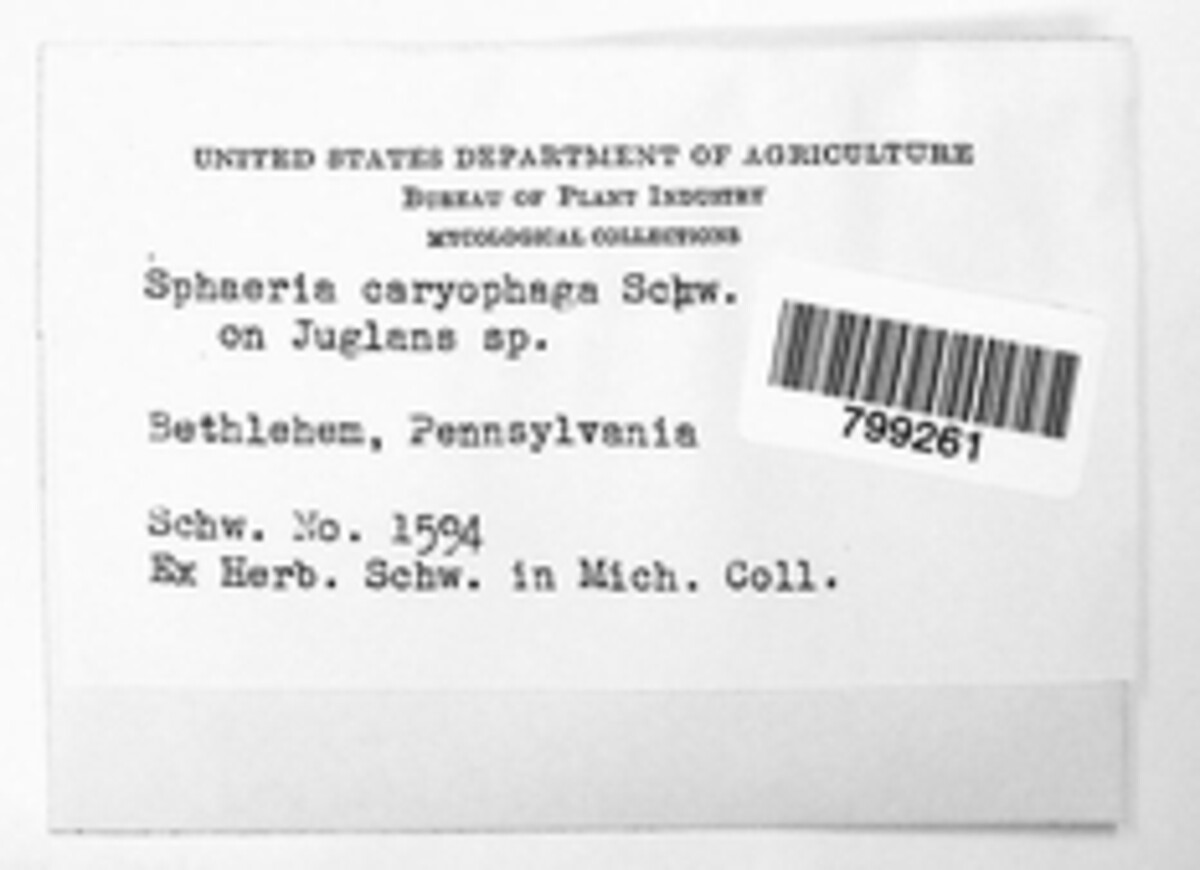 UNITED STATES DEPARTMENT OF AGRICULTURE
BUREAU OF PLANT INDUSTRY
MYCOLOGICAL COLLECTIONS
Sphaeria caryophaga Schw.
on Juglans sp.
799261
Bethlehem, Pennsylvania
Schw. No. 1594
Ex Herb. Schw. in Mich. Coll.